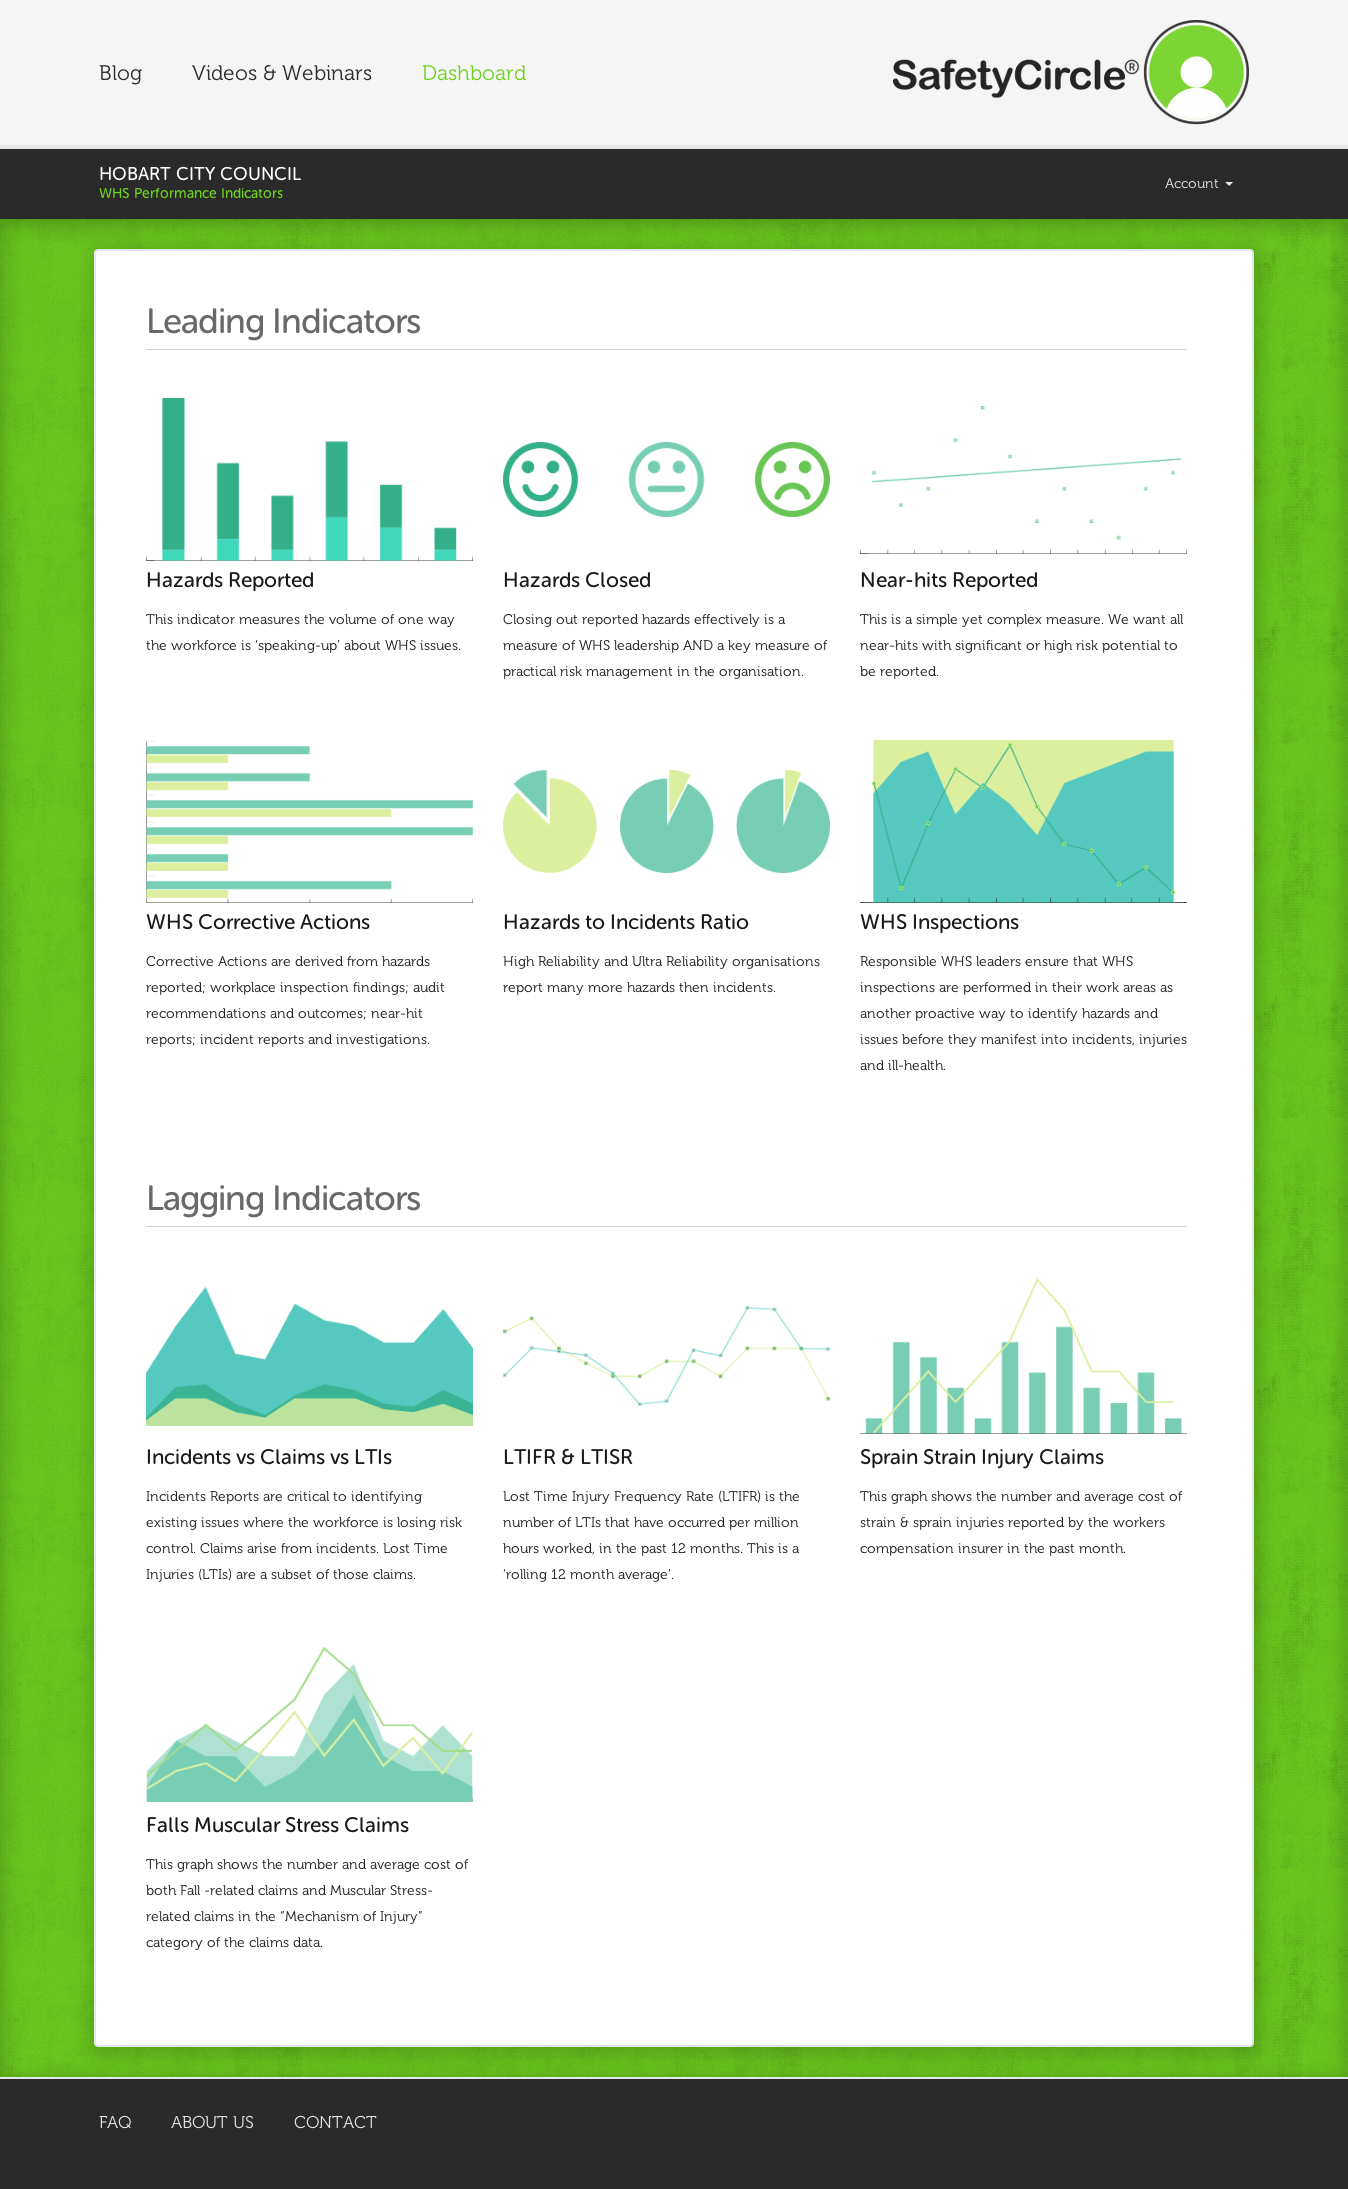 Blog
Videos & Webinars
Dashboard
SafetyCircle®
HOBART CITY COUNCIL
WHS Performance Indicators
Account
Leading Indicators
Hazards Reported
This indicator measures the volume of one way
the workforce is ‘speaking-up’ about WHS issues.
Hazards Closed
Closing out reported hazards effectively is a
measure of WHS leadership AND a key measure of
practical risk management in the organisation.
Near-hits Reported
This is a simple yet complex measure. We want all
near-hits with significant or high risk potential to
be reported.
WHS Corrective Actions
Corrective Actions are derived from hazards
reported; workplace inspection findings; audit
recommendations and outcomes; near-hit
reports; incident reports and investigations.
Hazards to Incidents Ratio
High Reliability and Ultra Reliability organisations
report many more hazards then incidents.
WHS Inspections
Responsible WHS leaders ensure that WHS
inspections are performed in their work areas as
another proactive way to identify hazards and
issues before they manifest into incidents, injuries
and ill-health.
Lagging Indicators
Incidents vs Claims vs LTIs
Incidents Reports are critical to identifying
existing issues where the workforce is losing risk
control. Claims arise from incidents. Lost Time
Injuries (LTIs) are a subset of those claims.
LTIFR & LTISR
Lost Time Injury Frequency Rate (LTIFR) is the
number of LTIs that have occurred per million
hours worked, in the past 12 months. This is a
‘rolling 12 month average’.
Sprain Strain Injury Claims
This graph shows the number and average cost of
strain & sprain injuries reported by the workers
compensation insurer in the past month.
Falls Muscular Stress Claims
This graph shows the number and average cost of
both Fall -related claims and Muscular Stress-
related claims in the “Mechanism of Injury”
category of the claims data.
FAQ
ABOUT US
CONTACT